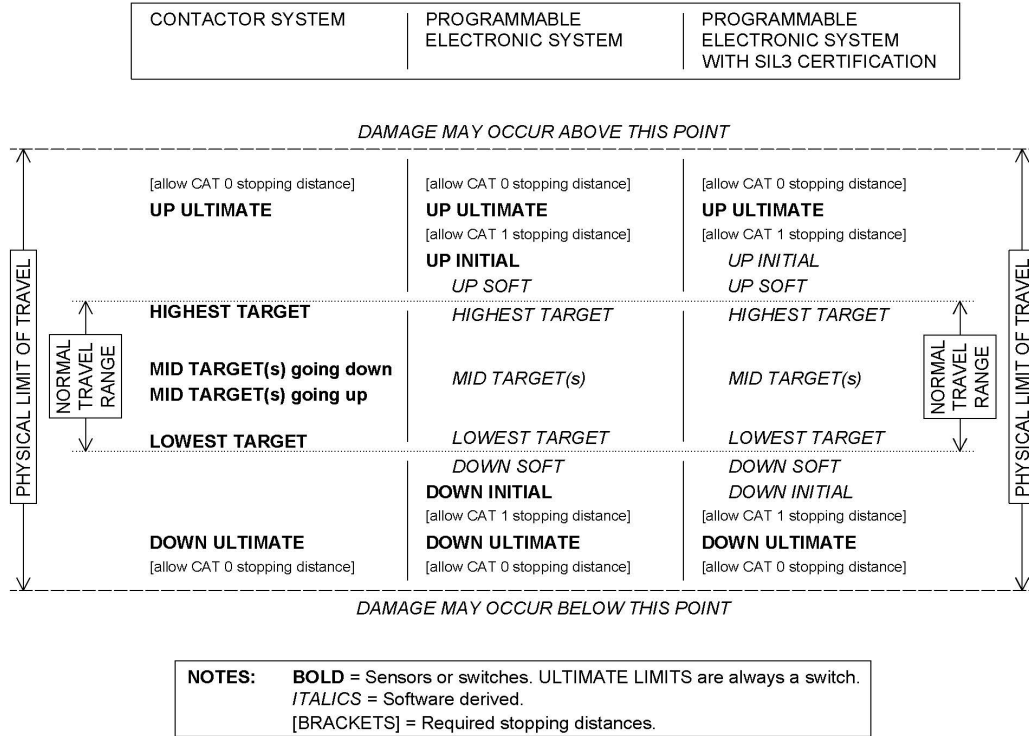 CONTACTOR SYSTEM
PROGRAMMABLE
ELECTRONIC SYSTEM
PROGRAMMABLE
ELECTRONIC SYSTEM
WITH SIL3 CERTIFICATION
DAMAGE MAY OCCUR ABOVE THIS POINT
PHYSICAL LIMIT OF TRAVEL
NORMAL
TRAVEL
RANGE
[allow CAT 0 stopping distance]
UP ULTIMATE
HIGHEST TARGET
MID TARGET(s) going down
MID TARGET(s) going up
LOWEST TARGET
DOWN ULTIMATE
[allow CAT 0 stopping distance]
[allow CAT 0 stopping distance]
UP ULTIMATE
[allow CAT 1 stopping distance]
UP INITIAL
UP SOFT
HIGHEST TARGET
MID TARGET(s)
LOWEST TARGET
DOWN SOFT
DOWN INITIAL
[allow CAT 1 stopping distance]
DOWN ULTIMATE
[allow CAT 0 stopping distance]
[allow CAT 0 stopping distance]
UP ULTIMATE
[allow CAT 1 stopping distance]
UP INITIAL
UP SOFT
HIGHEST TARGET
MID TARGET(s)
LOWEST TARGET
DOWN SOFT
DOWN INITIAL
[allow CAT 1 stopping distance]
DOWN ULTIMATE
[allow CAT 0 stopping distance]
NORMAL
TRAVEL
RANGE
PHYSICAL LIMIT OF TRAVEL
DAMAGE MAY OCCUR BELOW THIS POINT
NOTES: BOLD = Sensors or switches. ULTIMATE LIMITS are always a switch.
ITALICS = Software derived.
[BRACKETS] = Required stopping distances.